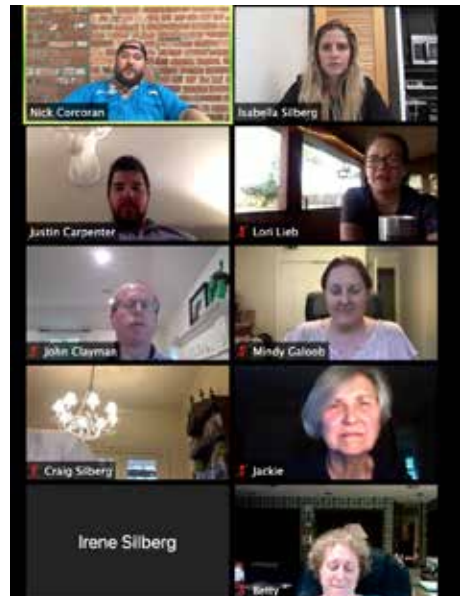 Nick Corcoran
Isabella Silberg
Justin Carpenter
Lori Lieb
John Clayman
Mindy Galoob
Craig Silberg
Jackie
Irene Silberg
Betty